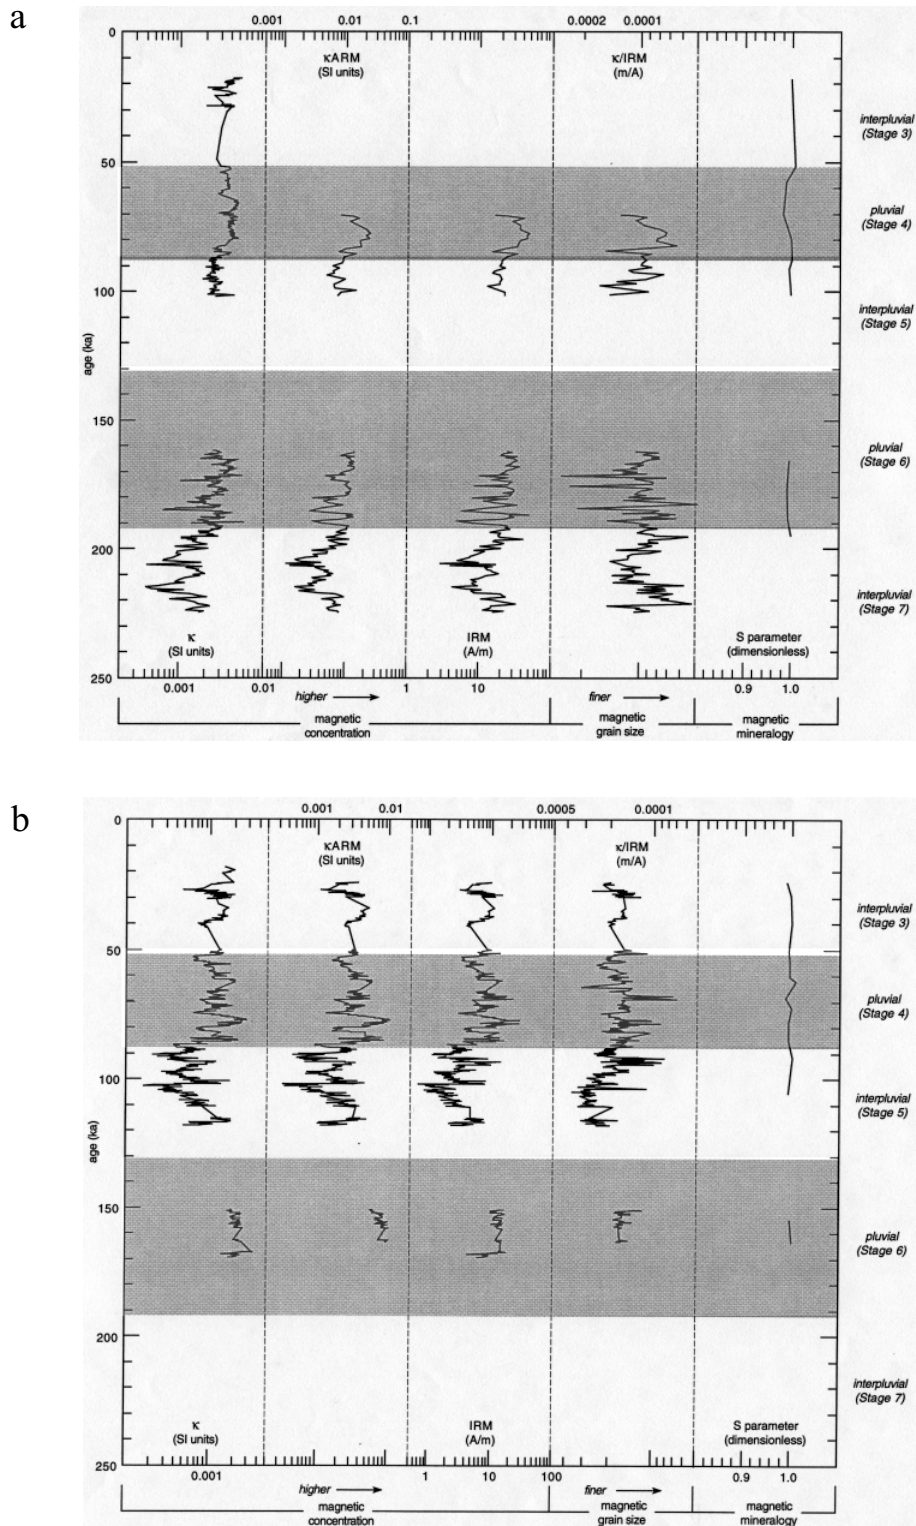 a
0.001 0.01 0.1 0.0002 0.0001
0
κARM κ/IRM
(SI units) (m/A)
interpluvial
(Stage 3)
50
pluvial
(Stage 4)
100
interpluvial
(Stage 5)
age (ka)
150
pluvial
(Stage 6)
200
interpluvial
(Stage 7)
κ IRM S parameter
(SI units) (A/m) (dimensionless)
250
0.001 0.01 1 10 0.9 1.0
higher finer
magnetic magnetic magnetic
concentration grain size mineralogy
b
0.001 0.01 0.0005 0.0001
0
κARM κ/IRM
(SI units) (m/A)
interpluvial
(Stage 3)
50
pluvial
(Stage 4)
100
interpluvial
(Stage 5)
age (ka)
150
pluvial
(Stage 6)
200
interpluvial
(Stage 7)
κ IRM S parameter
(SI units) (A/m) (dimensionless)
250
0.001 1 10 100 0.9 1.0
higher finer
magnetic magnetic magnetic
concentration grain size mineralogy